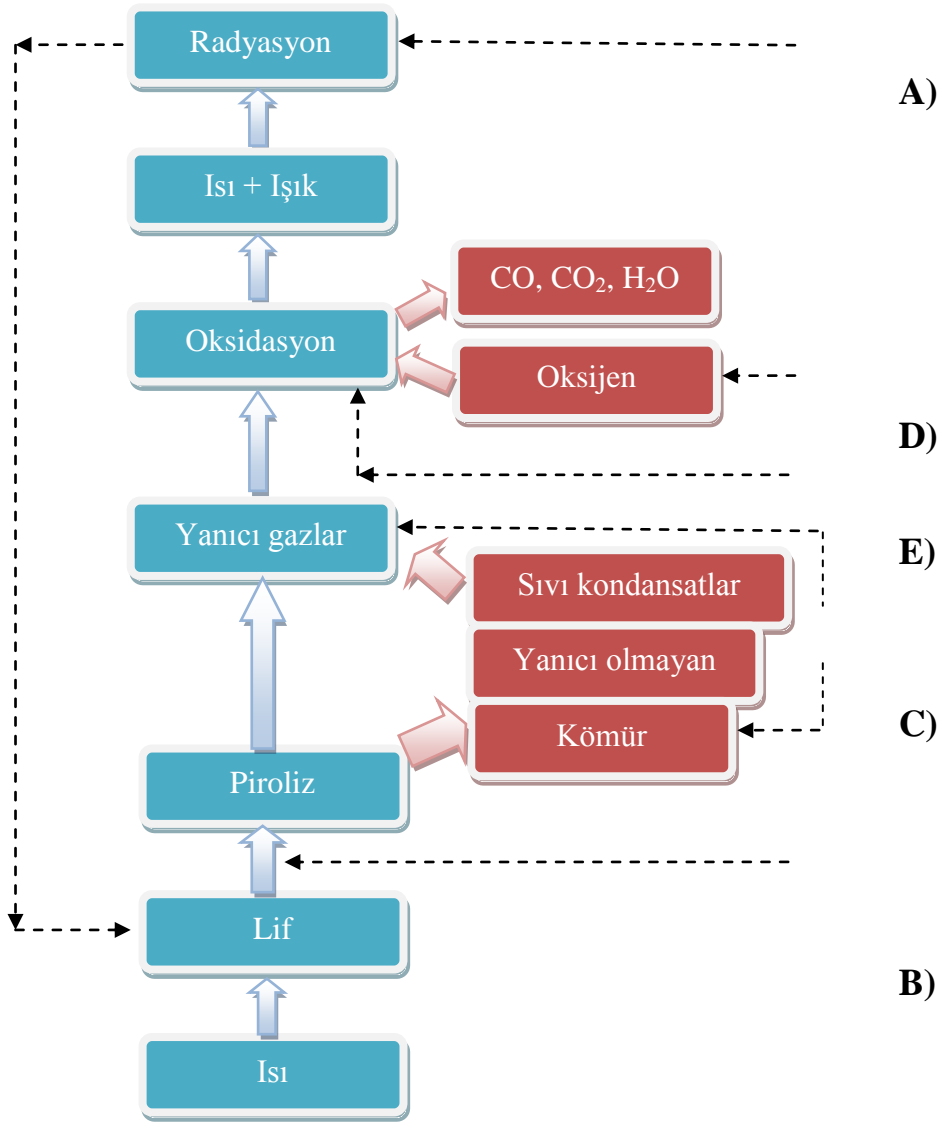 Radyasyon
A)
Isı + Işık
CO, CO₂, H₂O
Oksidasyon
Oksijen
D)
Yanıcı gazlar
E)
Sıvı kondansatlar
Yanıcı olmayan
C)
Kömür
Piroliz
Lif
B)
Isı